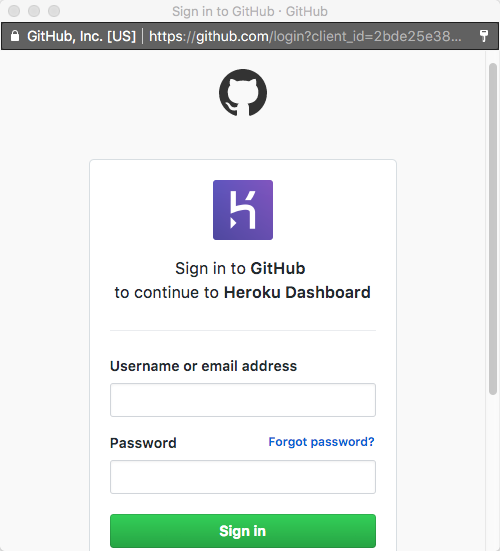 Sign in to GitHub · GitHub
GitHub, Inc. [US] | https://github.com/login?client_id=2bde25e38...
Sign in to GitHub
to continue to Heroku Dashboard
Username or email address
Password Forgot password?
Sign in